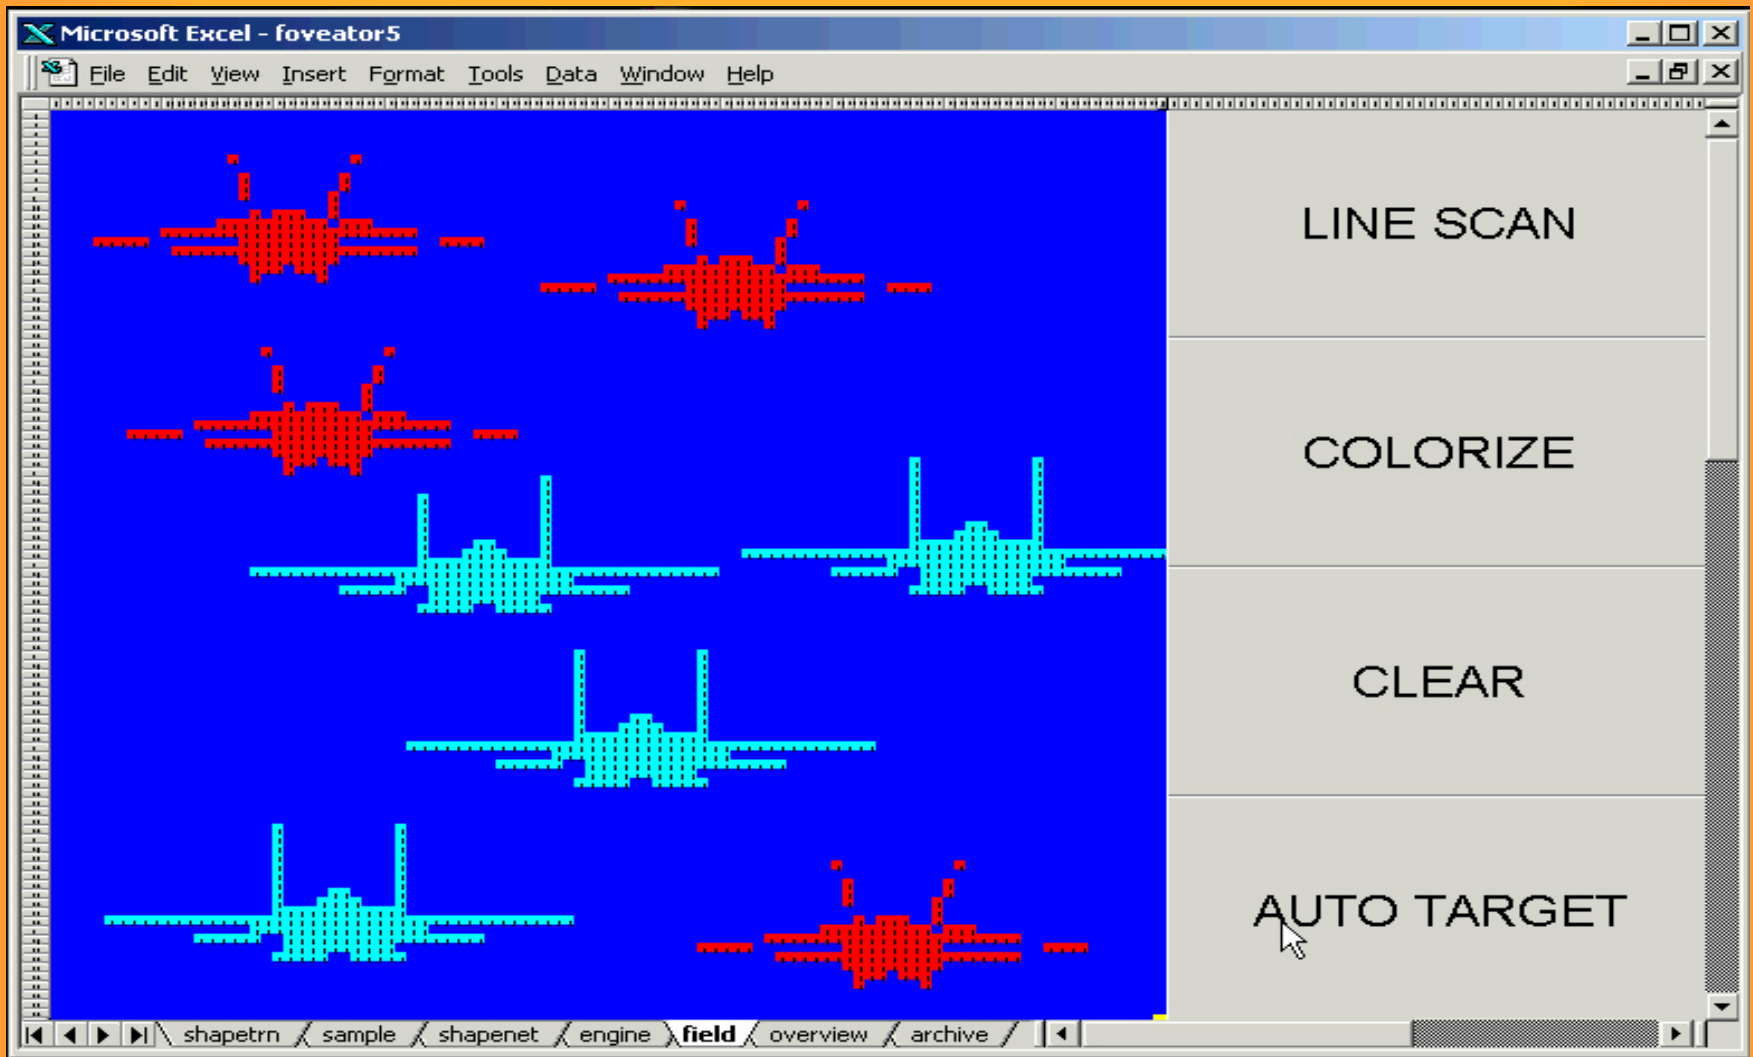 Microsoft Excel - foveator5
File Edit View Insert Format Tools Data Window Help
LINE SCAN
COLORIZE
CLEAR
AUTO TARGET
shapetrn sample shapenet engine field overview archive